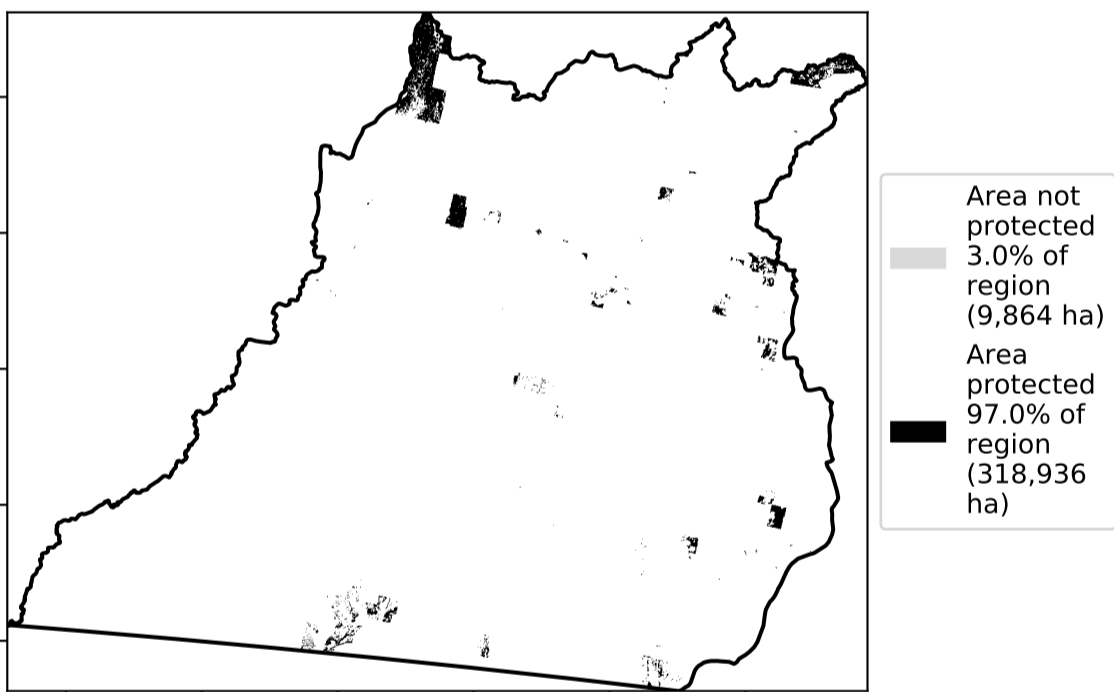 Area not
protected
3.0% of
region
(9,864 ha)
Area
protected
97.0% of
region
(318,936
ha)